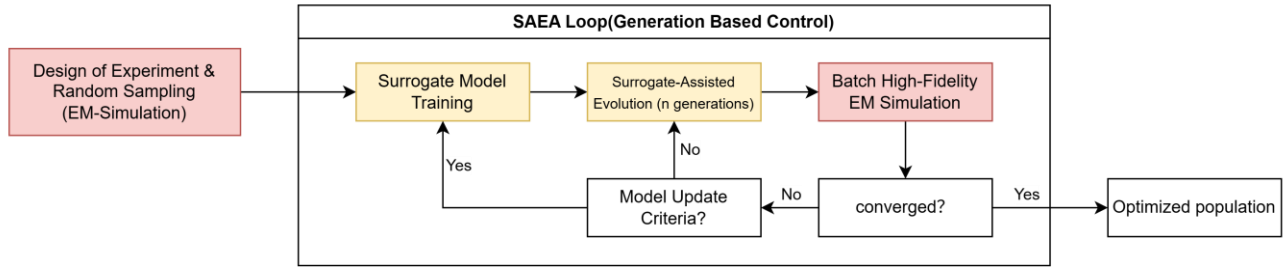 SAEA Loop(Generation Based Control)
Design of Experiment &
Random Sampling
(EM-Simulation)
Surrogate Model
Training
Surrogate-Assisted
Evolution (n generations)
Batch High-Fidelity
EM Simulation
Yes
No
Model Update
Criteria?
No
converged?
Yes
Optimized population